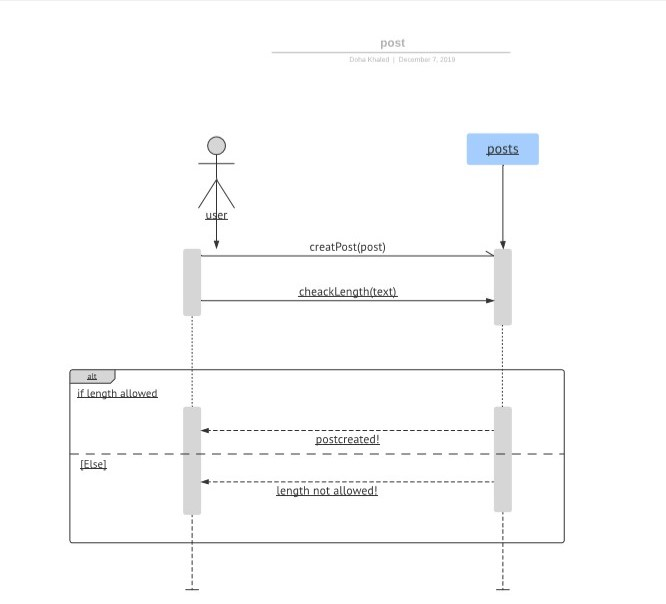 post
Doha Khaled | December 7, 2019
posts
user
creatPost(post)
cheackLength(text)
alt
if length allowed
postcreated!
[Else]
length not allowed!